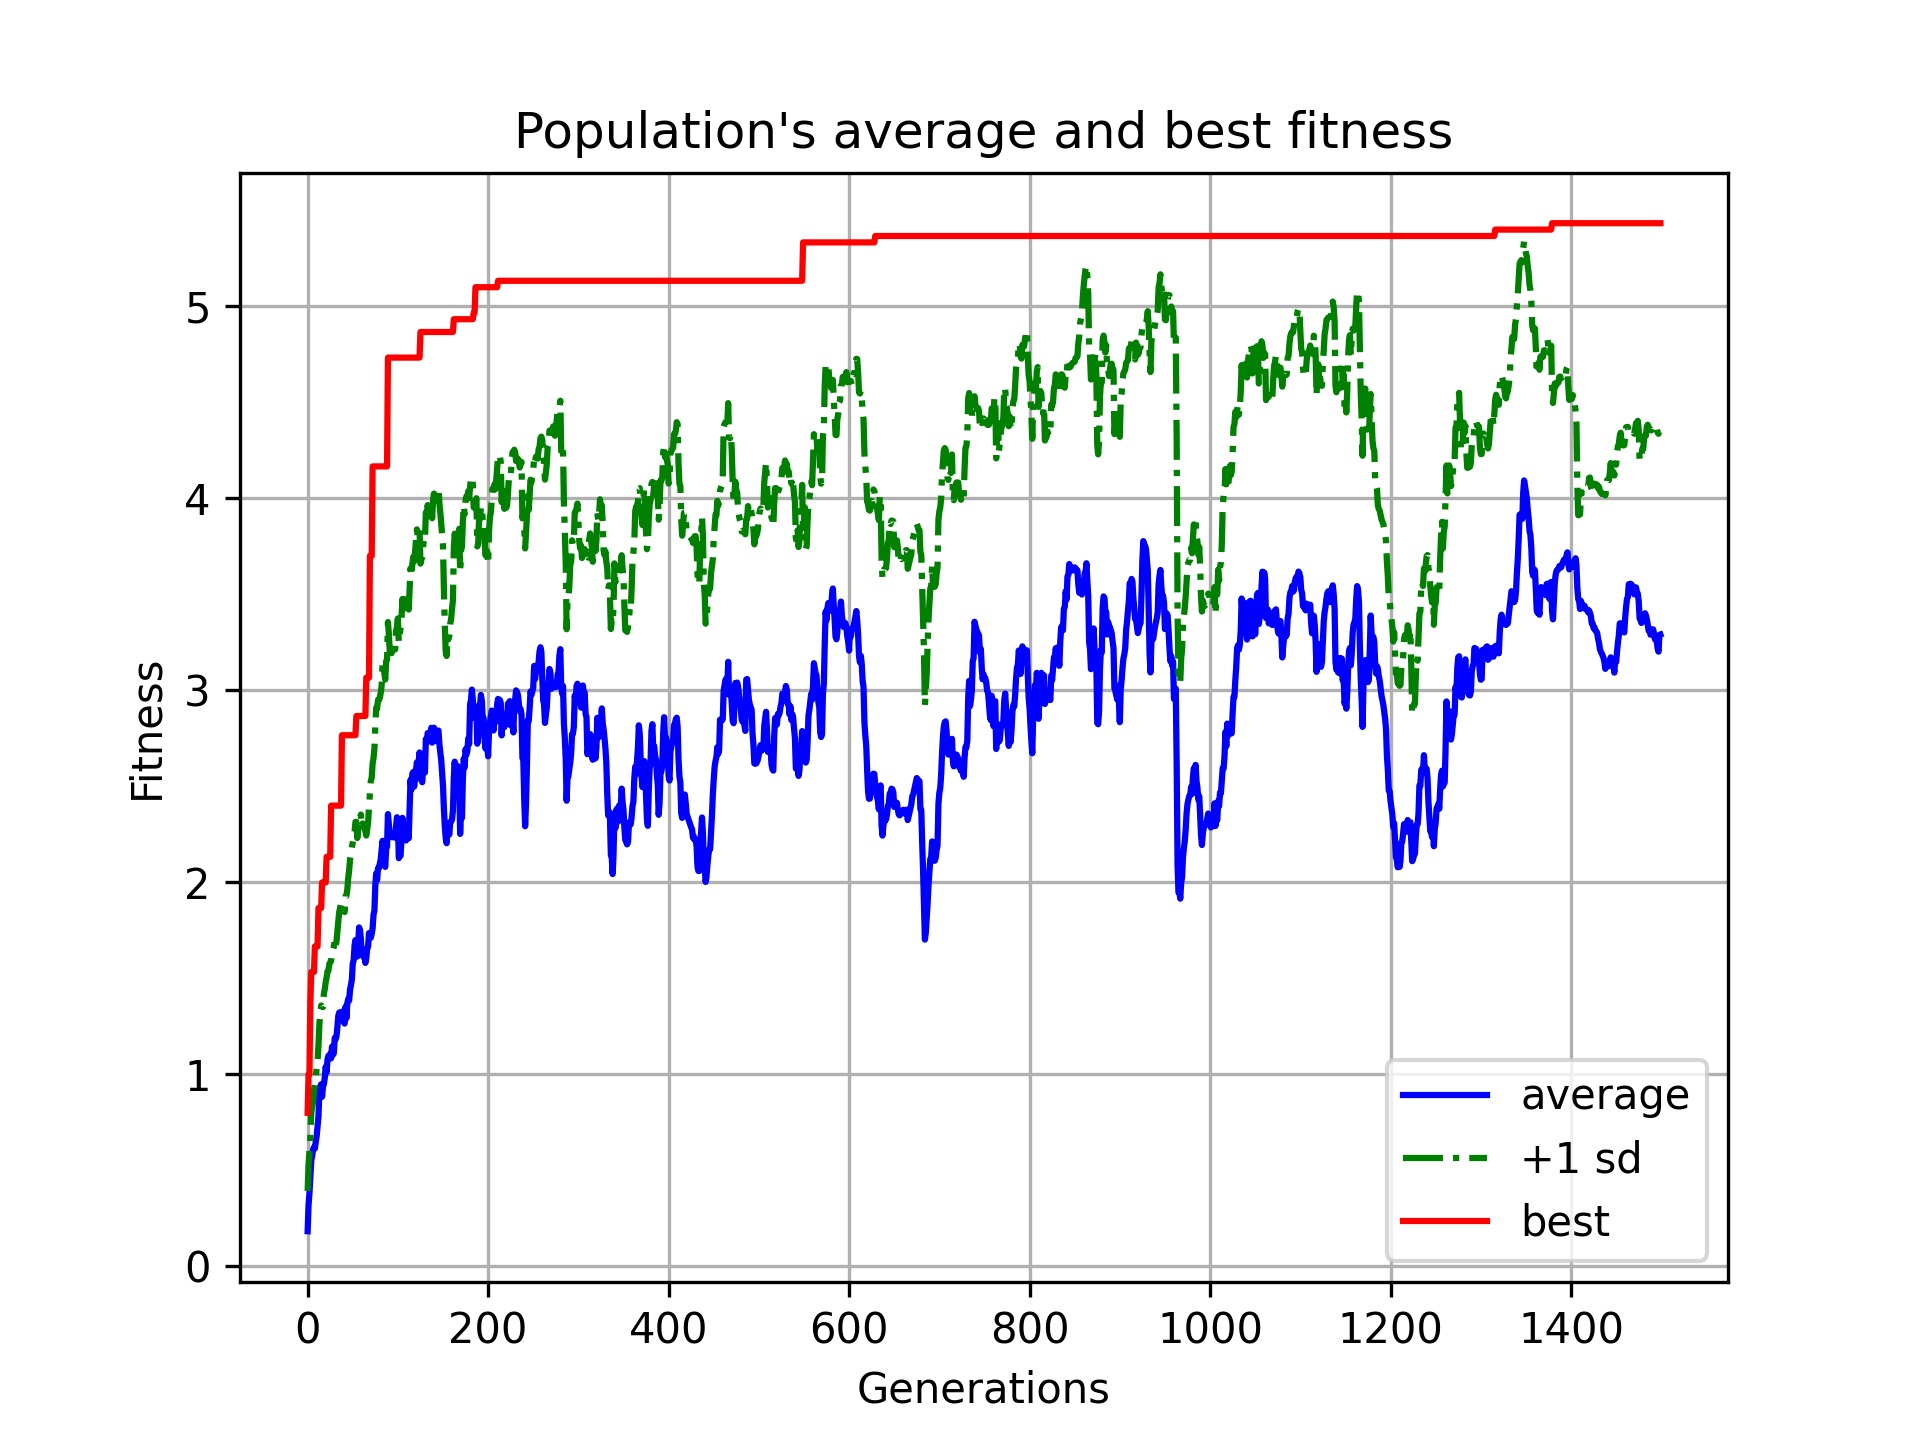 Population's average and best fitness
Fitness
5
4
3
2
1
0
0 200 400 600 800 1000 1200 1400
Generations
average
+1 sd
best